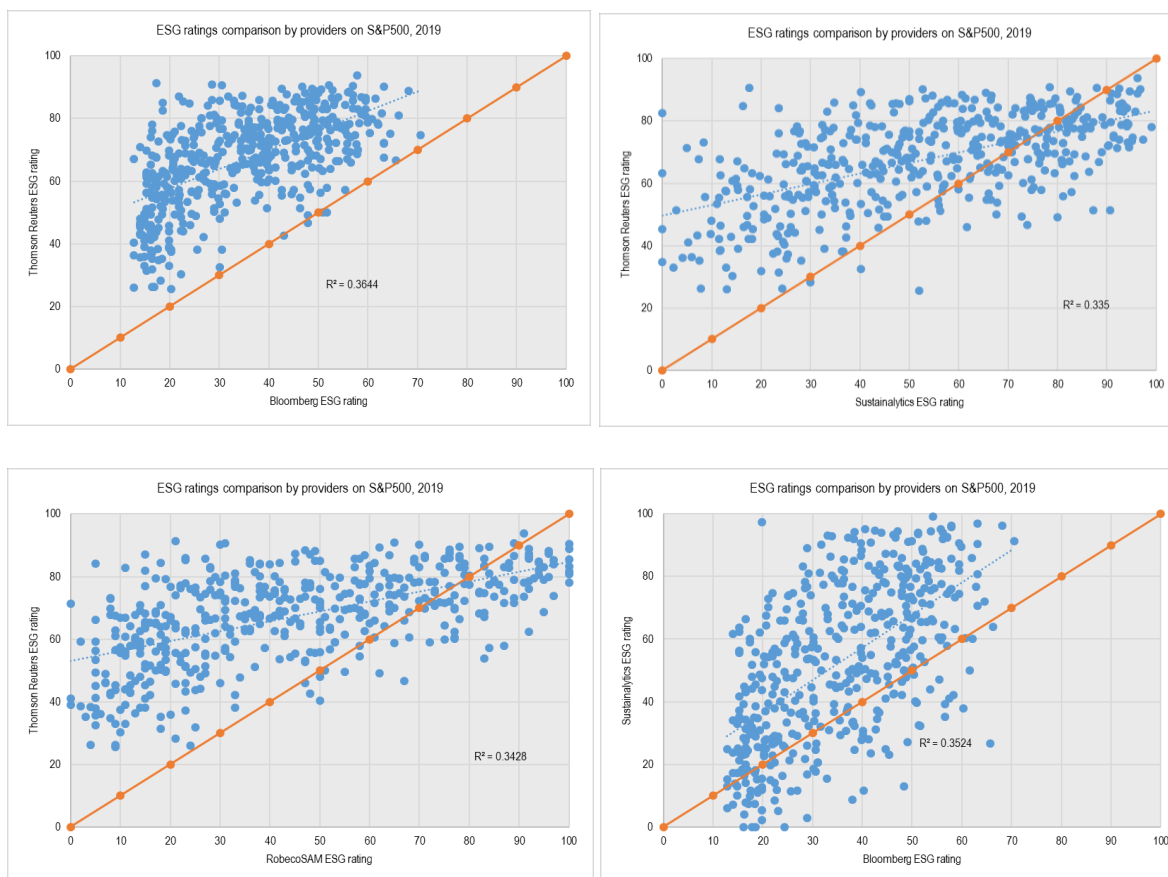 ESG ratings comparison by providers on S&P500, 2019
100
80
60
40
20
0
Thomson Reuters ESG rating
R² = 0.3644
0 10 20 30 40 50 60 70 80 90 100
Bloomberg ESG rating
ESG ratings comparison by providers on S&P500, 2019
100
80
60
40
20
0
Thomson Reuters ESG rating
R² = 0.335
0 10 20 30 40 50 60 70 80 90 100
Sustainalytics ESG rating
ESG ratings comparison by providers on S&P500, 2019
100
80
60
40
20
0
Thomson Reuters ESG rating
R² = 0.3428
0 10 20 30 40 50 60 70 80 90 100
RobecoSAM ESG rating
ESG ratings comparison by providers on S&P500, 2019
100
80
60
40
20
0
Sustainalytics ESG rating
R² = 0.3524
0 10 20 30 40 50 60 70 80 90 100
Bloomberg ESG rating